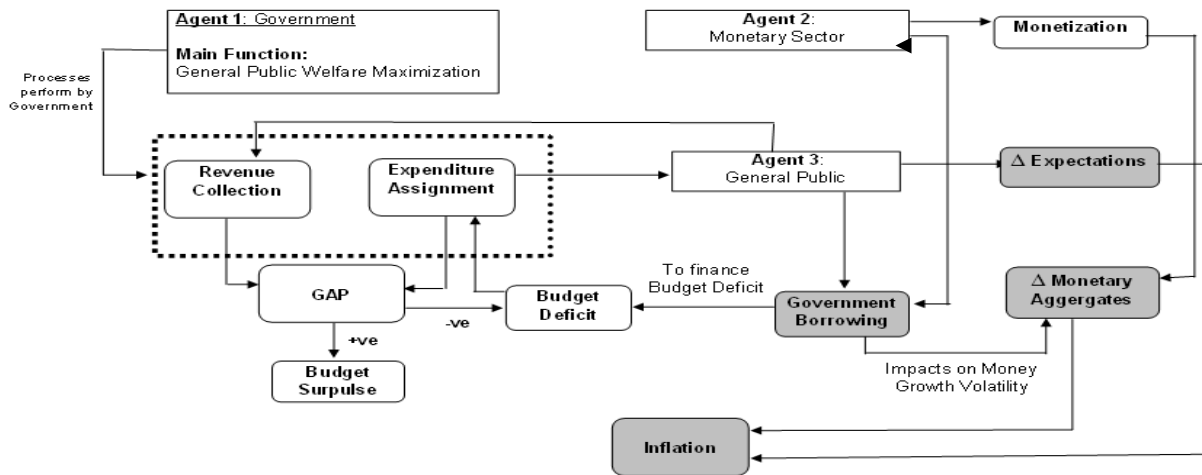 Agent 1: Government
Main Function:
General Public Welfare Maximization
Agent 2:
Monetary Sector
Monetization
Processes
perform by
Government
Revenue
Collection
Expenditure
Assignment
Agent 3:
General Public
Δ Expectations
GAP
-ve
+ve
Budget
Deficit
To finance
Budget Deficit
Government
Borrowing
Δ Monetary
Aggergates
Budget
Surpulse
Impacts on Money
Growth Volatility
Inflation